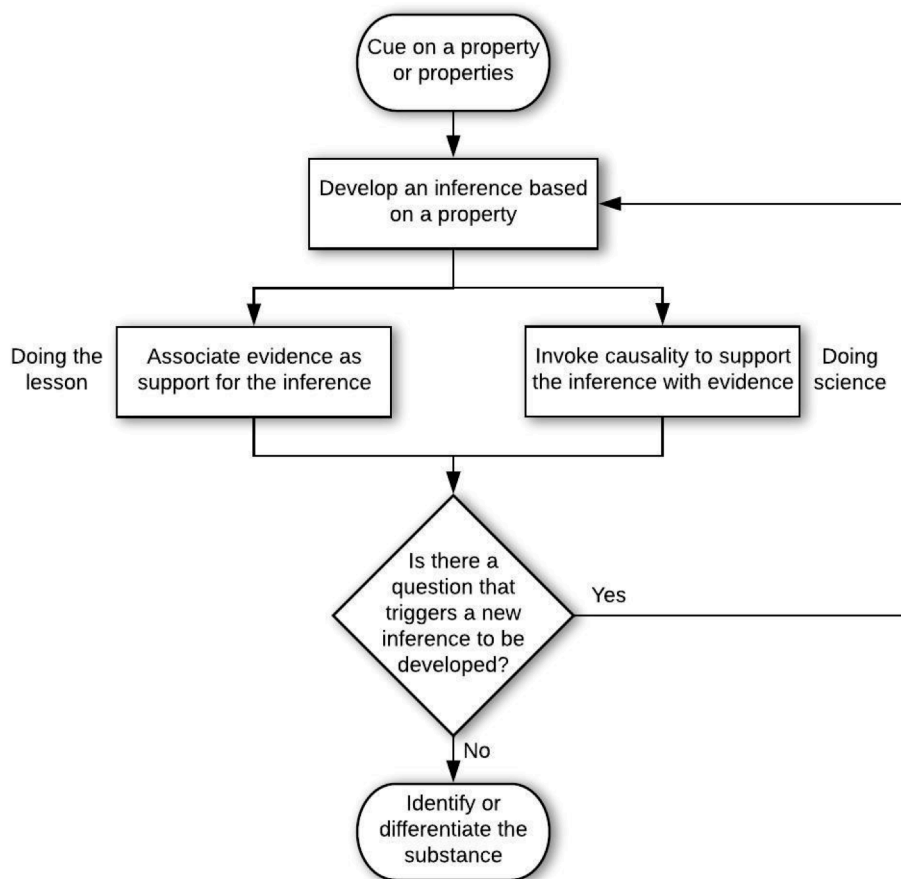 Cue on a property
or properties
Develop an inference based
on a property
Doing the
lesson
Associate evidence as
support for the inference
Invoke causality to support
the inference with evidence
Doing
science
Is there a
question that
triggers a new
inference to be
developed?
Yes
No
Identify or
differentiate the
substance